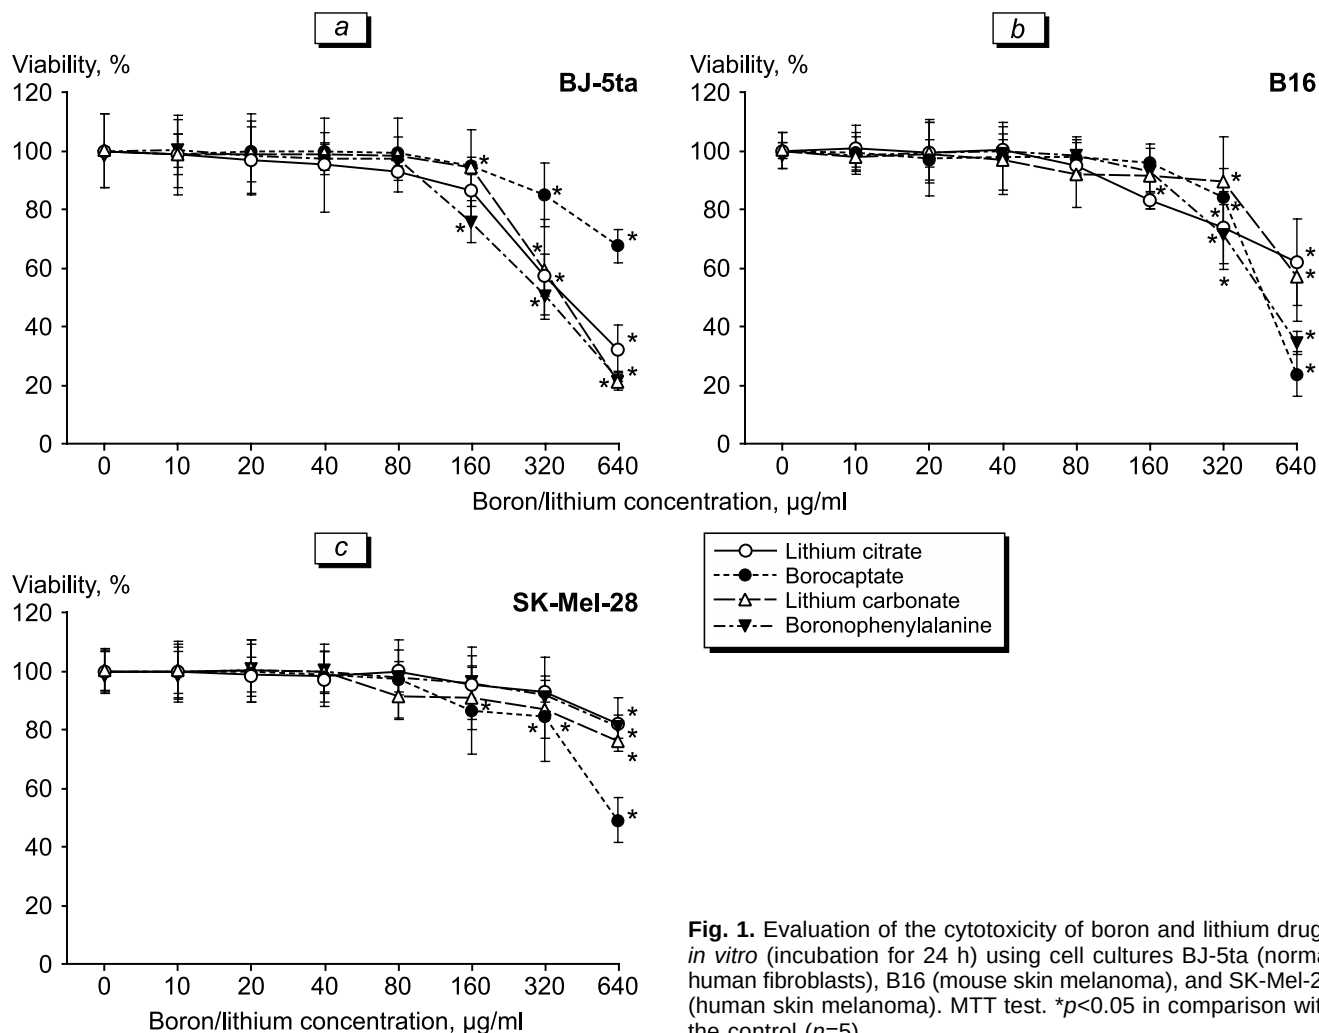 a
Viability, %
BJ-5ta
120
100
80
60
40
20
0
0 10 20 40 80 160 320 640
b
Viability, %
B16
120
100
80
60
40
20
0
0 10 20 40 80 160 320 640
Boron/lithium concentration, µg/ml
c
Viability, %
SK-Mel-28
120
100
80
60
40
20
0
0 10 20 40 80 160 320 640
Boron/lithium concentration, µg/ml
Lithium citrate
Borocaptate
Lithium carbonate
Boronophenylalanine
Fig. 1. Evaluation of the cytotoxicity of boron and lithium drug
in vitro (incubation for 24 h) using cell cultures BJ-5ta (norma
human fibroblasts), B16 (mouse skin melanoma), and SK-Mel-2
(human skin melanoma). MTT test. *p<0.05 in comparison wit
the control (n=5)